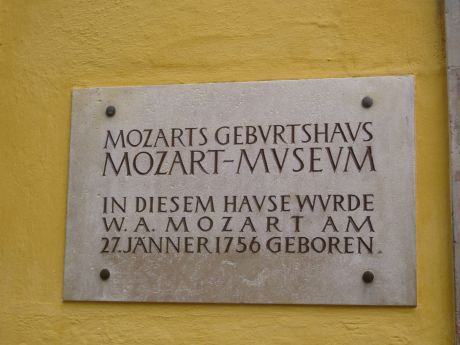 MOZARTS GEBVRTSHAVS
MOZART-MVSEVM
IN DIESEM HAVSE WVRDE
W. A. MOZART AM
27. JÄNNER 1756 GEBOREN.